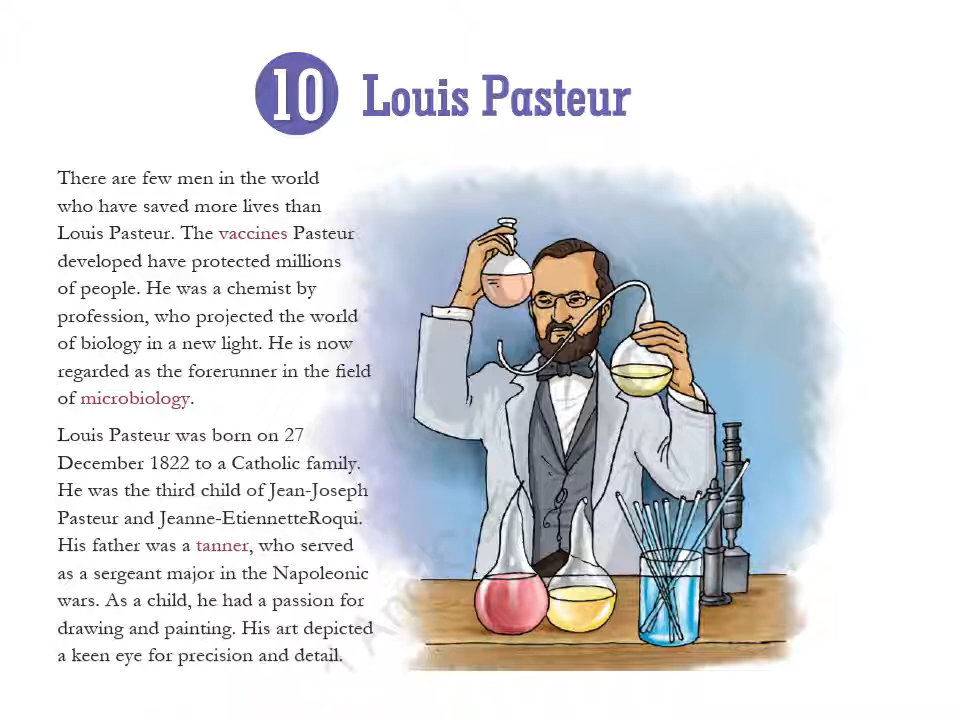 10 Louis Pasteur
There are few men in the world
who have saved more lives than
Louis Pasteur. The vaccines Pasteur
developed have protected millions
of people. He was a chemist by
profession, who projected the world
of biology in a new light. He is now
regarded as the forerunner in the field
of microbiology.
Louis Pasteur was born on 27
December 1822 to a Catholic family.
He was the third child of Jean-Joseph
Pasteur and Jeanne-EtiennetteRoqui.
His father was a tanner, who served
as a sergeant major in the Napoleonic
wars. As a child, he had a passion for
drawing and painting. His art depicted
a keen eye for precision and detail.